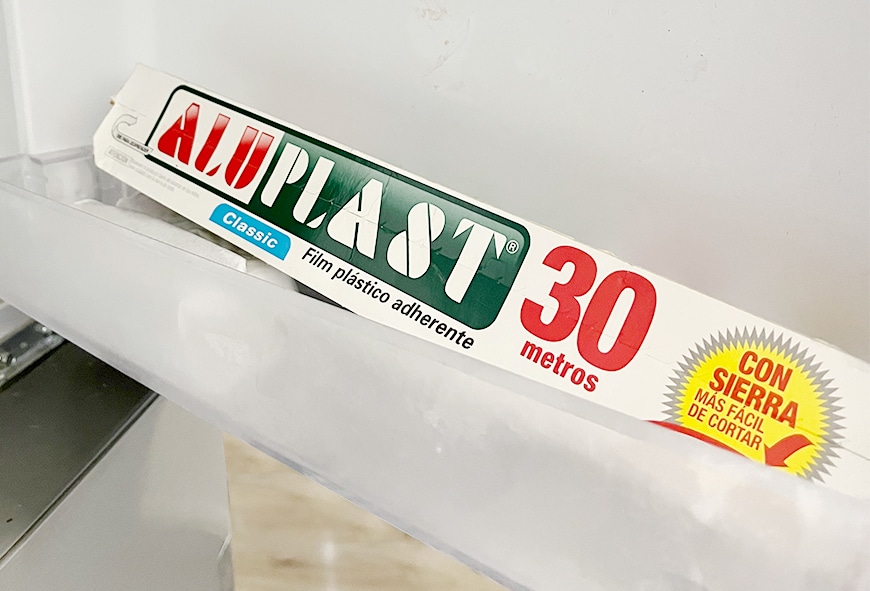 ALUPLAST®
Classic
Film plástico adherente
30
metros
CON
SIERRA
MÁS FÁCIL
DE CORTAR